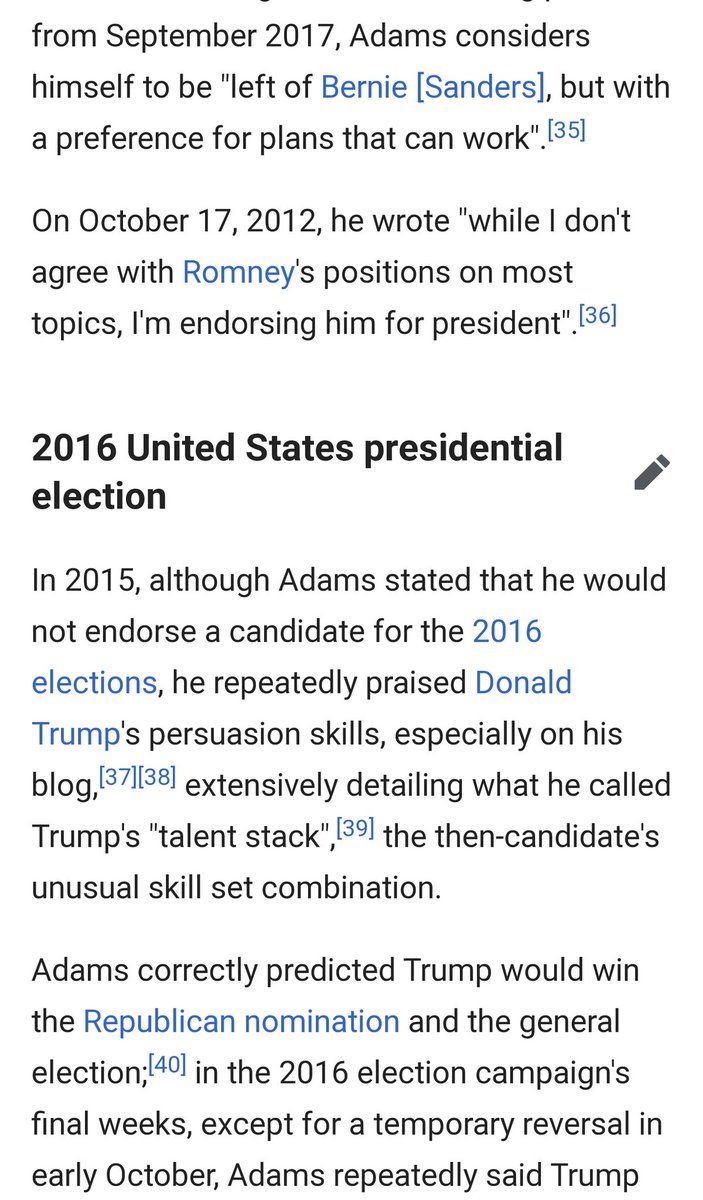 from September 2017, Adams considers
himself to be "left of Bernie [Sanders], but with
a preference for plans that can work".[35]
On October 17, 2012, he wrote "while I don't
agree with Romney's positions on most
topics, I'm endorsing him for president".[36]
2016 United States presidential
election
In 2015, although Adams stated that he would
not endorse a candidate for the 2016
elections, he repeatedly praised Donald
Trump's persuasion skills, especially on his
blog,[37][38] extensively detailing what he called
Trump's "talent stack",[39] the then-candidate's
unusual skill set combination.
Adams correctly predicted Trump would win
the Republican nomination and the general
election;[40] in the 2016 election campaign's
final weeks, except for a temporary reversal in
early October, Adams repeatedly said Trump